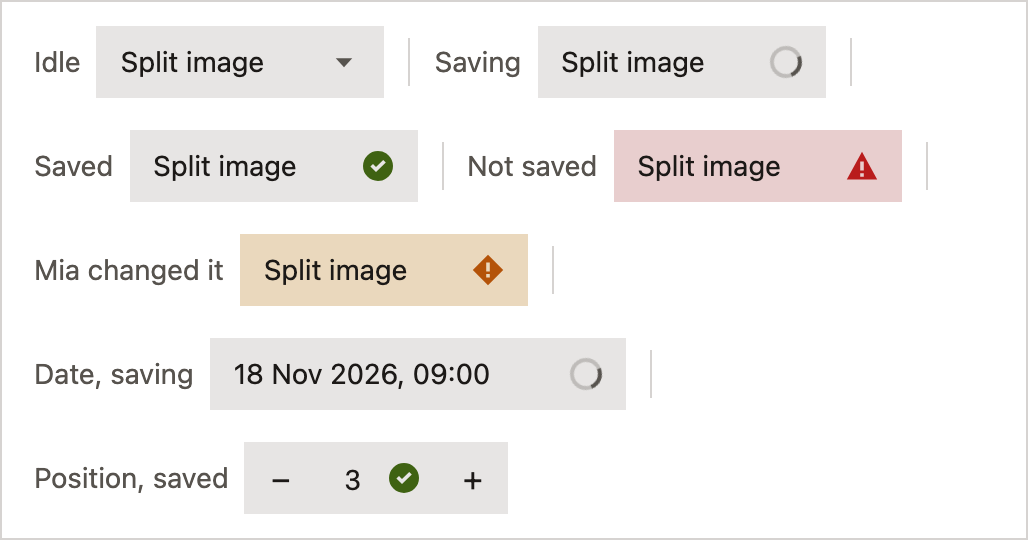 Idle Split image Saving Split image
Saved Split image Not saved Split image
Mia changed it Split image
Date, saving 18 Nov 2026, 09:00
Position, saved − 3 +